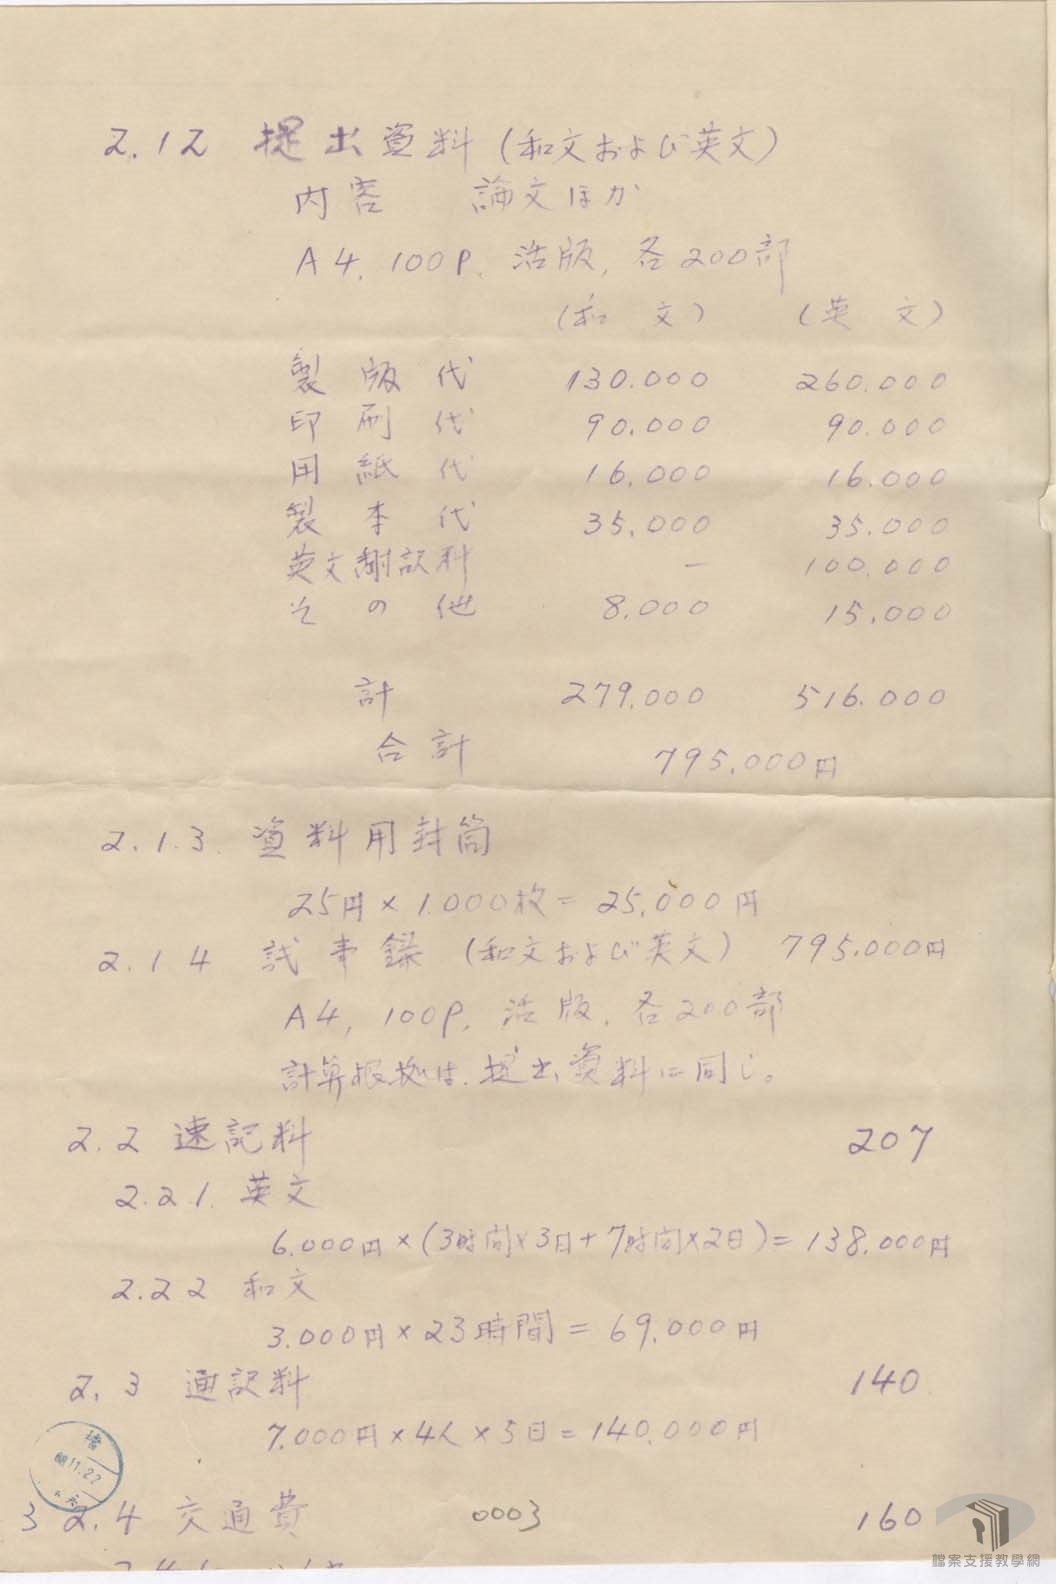 2.12 提出資料 (和文および英文)
内容 論文ほか
A4, 100P, 活版, 各200部
(和 文) (英 文)
製版代 130.000 260.000
印刷代 90.000 90.000
用紙代 16,000 16.000
製本代 35,000 35.000
英文翻訳料 — 100.000
その他 8,000 15,000
計 279,000 516.000
合計 795,000円
2.1.3. 資料用封筒
25円×1.000枚= 25,000円
2.1 4 議事録 (和文および英文) 795.000円
A4, 100P, 活版, 各200部
計算根拠は、提出資料に同じ。
2.2 速記料 207
2.2 1. 英文
6.000円×(3時間×3日+7時間×2日)=138,000円
2.2 2 和文
3.000円×23時間=69,000円
2.3 通訳料 140
7,000円×4人×5日=140,000円
11.22
3 2.4 交通費 0003 160
檔案支援教學網